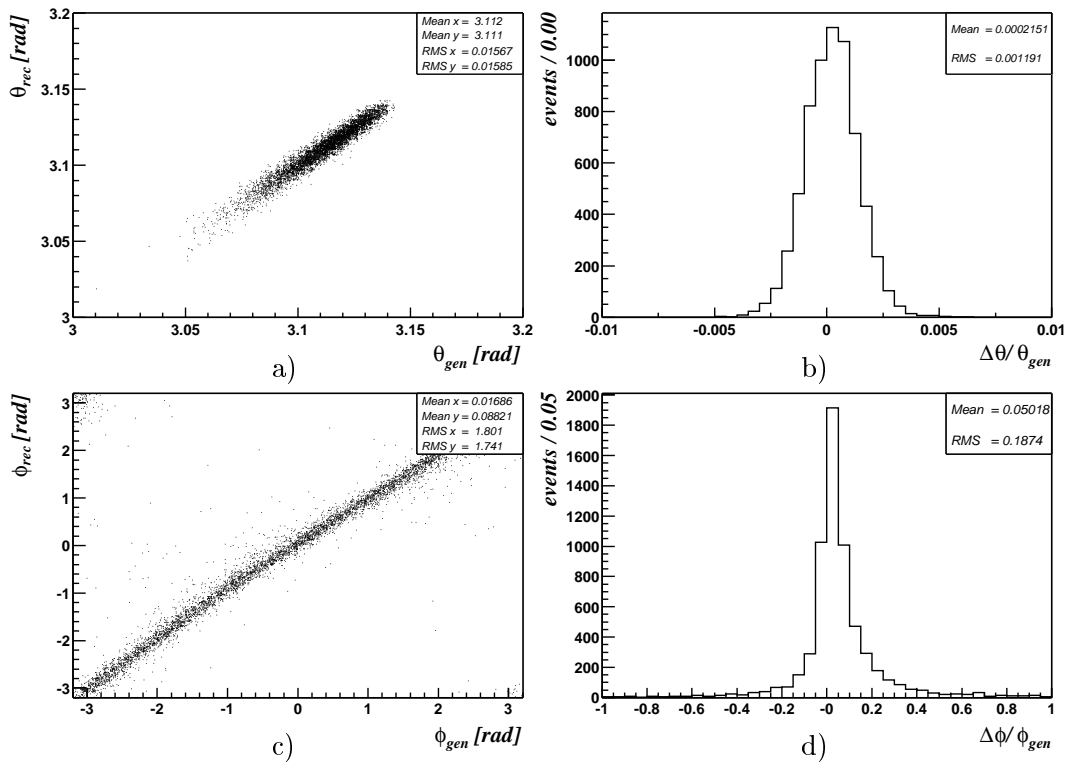 θrec [rad]
3.2
3.15
3.1
3.05
3
Mean x = 3.112
Mean y = 3.111
RMS x = 0.01567
RMS y = 0.01585
3 3.05 3.1 3.15 3.2
θgen [rad]
a)
events / 0.00
1000
800
600
400
200
0
Mean = 0.0002151
RMS = 0.001191
-0.01 -0.005 0 0.005 0.01
Δθ/θgen
b)
ϕrec [rad]
3
2
1
0
-1
-2
-3
Mean x = 0.01686
Mean y = 0.08821
RMS x = 1.801
RMS y = 1.741
-3 -2 -1 0 1 2 3
ϕgen [rad]
c)
events / 0.05
2000
1800
1600
1400
1200
1000
800
600
400
200
0
Mean = 0.05018
RMS = 0.1874
-1 -0.8 -0.6 -0.4 -0.2 -0 0.2 0.4 0.6 0.8 1
Δϕ/ϕgen
d)